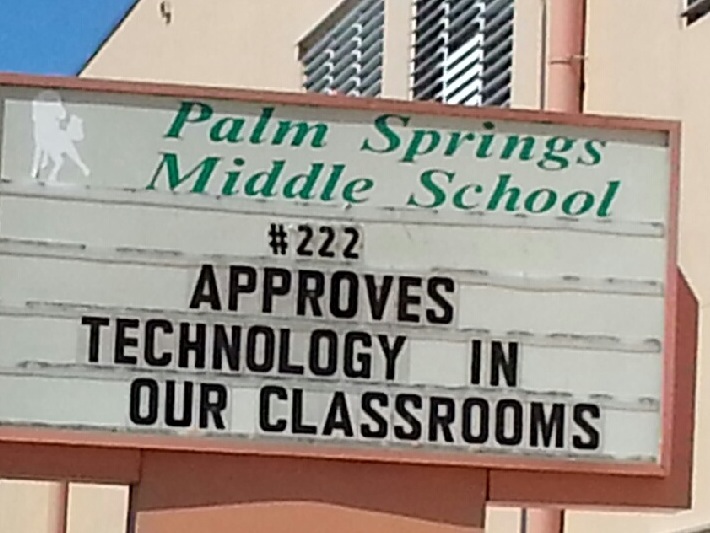 Palm Springs
Middle School
#222
APPROVES
TECHNOLOGY IN
OUR CLASSROOMS